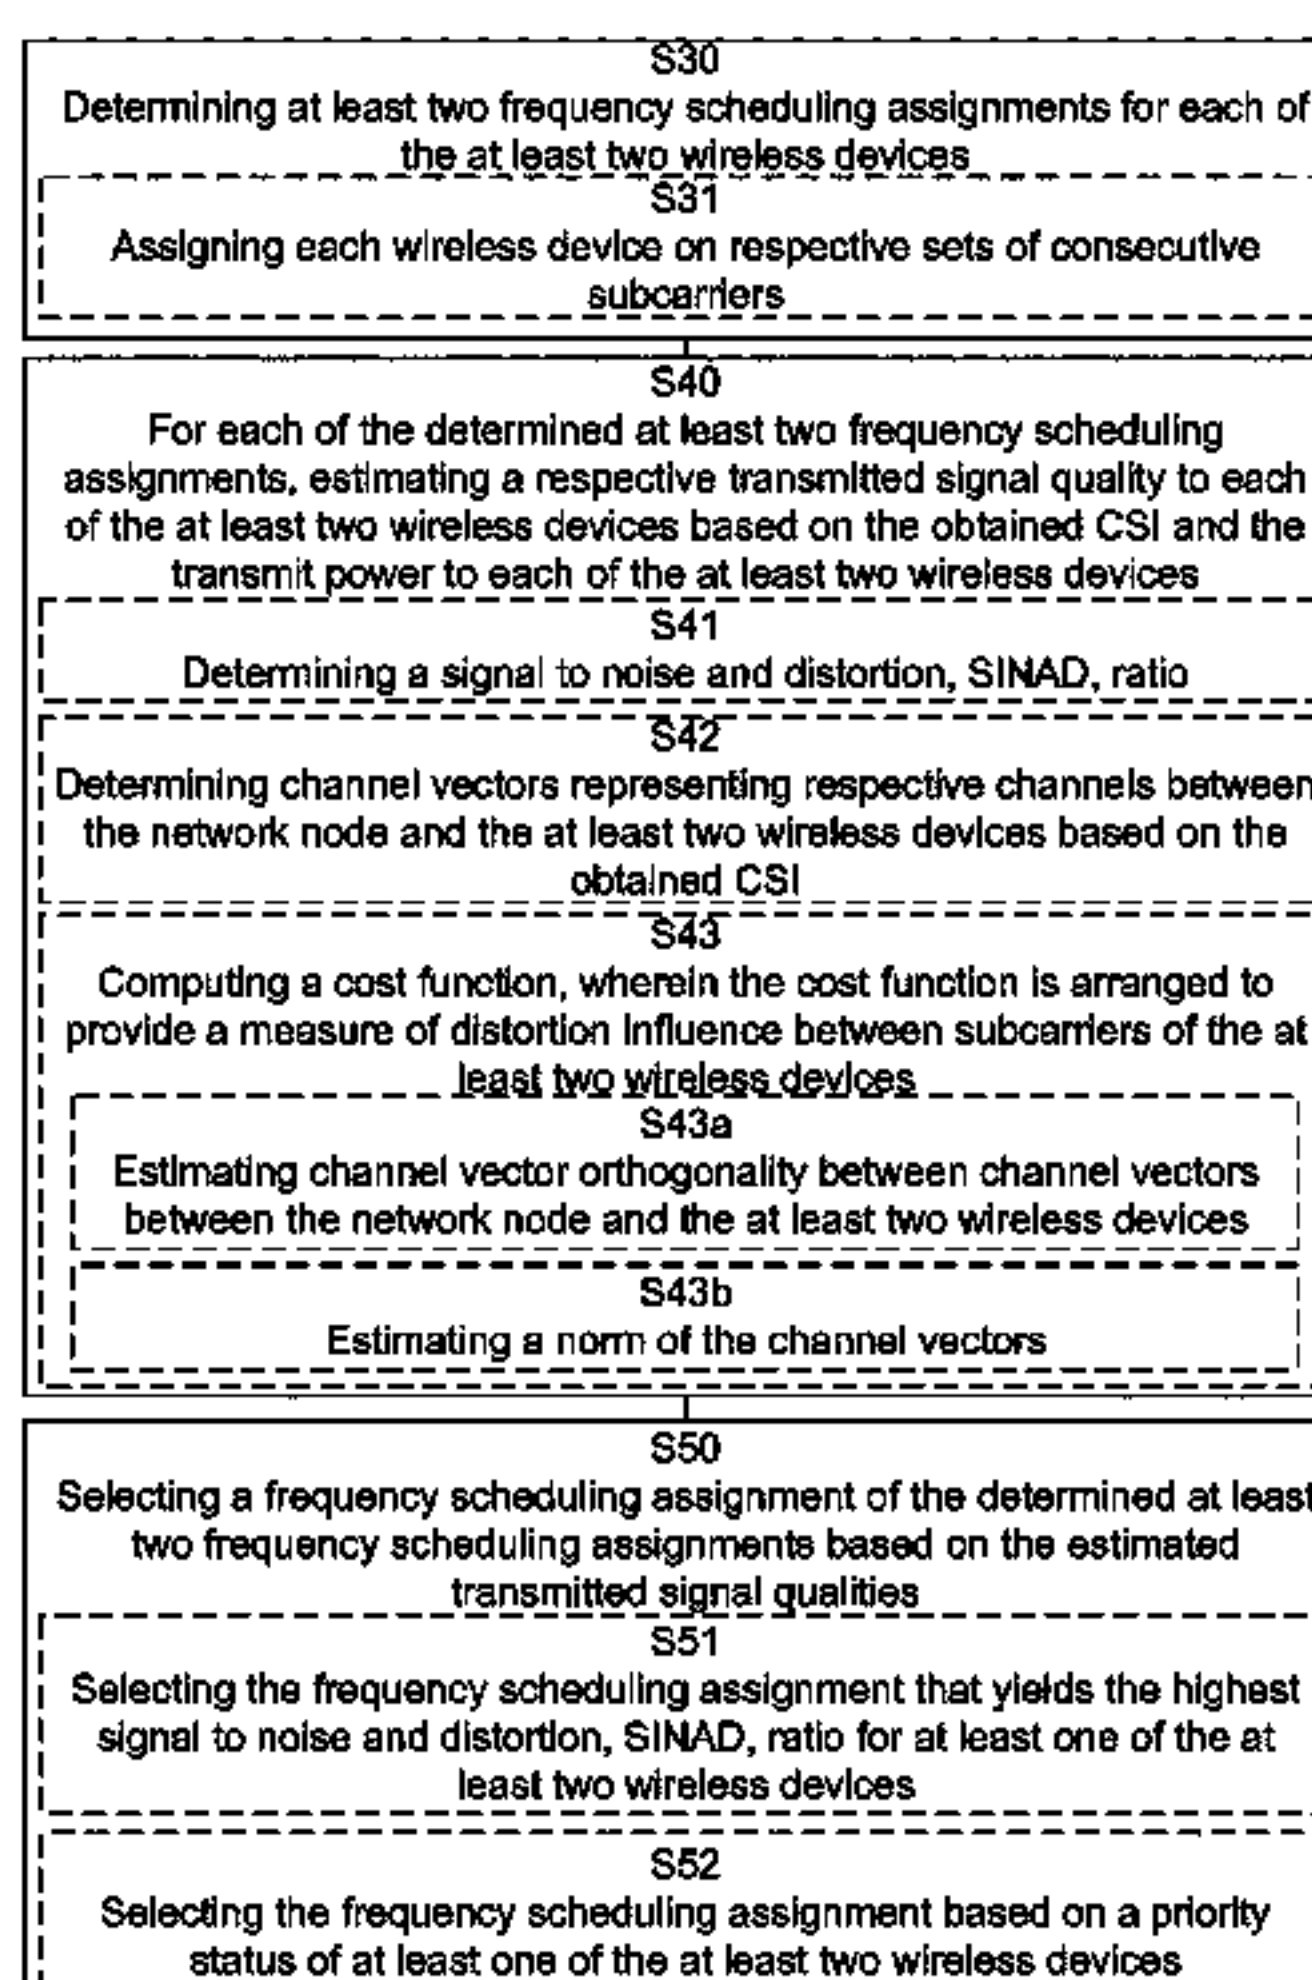 S30
Determining at least two frequency scheduling assignments for each of
the at least two wireless devices
S31
Assigning each wireless device on respective sets of consecutive
subcarriers
S40
For each of the determined at least two frequency scheduling
assignments, estimating a respective transmitted signal quality to each
of the at least two wireless devices based on the obtained CSI and the
transmit power to each of the at least two wireless devices
S41
Determining a signal to noise and distortion, SINAD, ratio
S42
Determining channel vectors representing respective channels between
the network node and the at least two wireless devices based on the
obtained CSI
S43
Computing a cost function, wherein the cost function is arranged to
provide a measure of distortion influence between subcarriers of the at
least two wireless devices
S43a
Estimating channel vector orthogonality between channel vectors
between the network node and the at least two wireless devices
S43b
Estimating a norm of the channel vectors
S50
Selecting a frequency scheduling assignment of the determined at least
two frequency scheduling assignments based on the estimated
transmitted signal qualities
S51
Selecting the frequency scheduling assignment that yields the highest
signal to noise and distortion, SINAD, ratio for at least one of the at
least two wireless devices
S52
Selecting the frequency scheduling assignment based on a priority
status of at least one of the at least two wireless devices